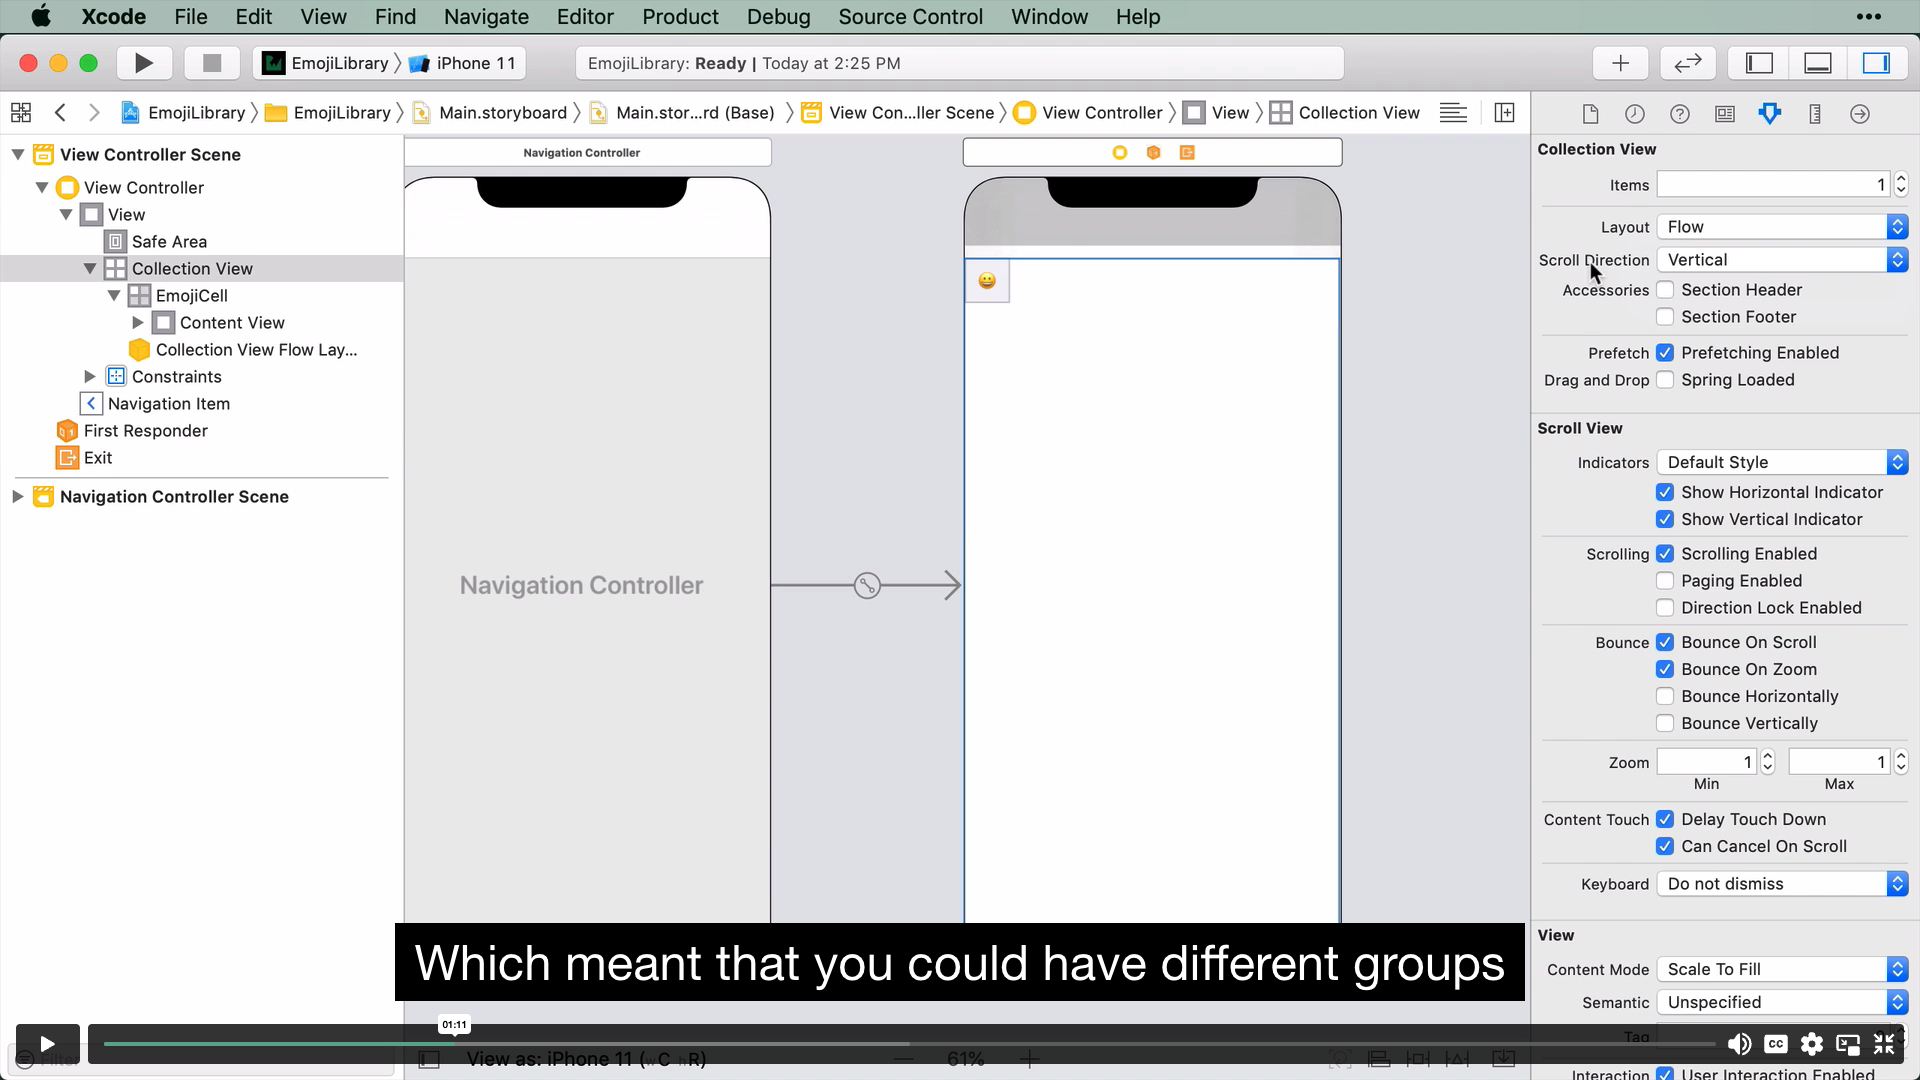 Xcode File Edit View Find Navigate Editor Product Debug Source Control Window Help
EmojiLibrary iPhone 11
EmojiLibrary: Ready | Today at 2:25 PM
EmojiLibrary EmojiLibrary Main.storyboard Main.stor...rd (Base) View Con...ller Scene View Controller View Collection View
View Controller Scene
View Controller
View
Safe Area
Collection View
EmojiCell
Content View
Collection View Flow Lay...
Constraints
Navigation Item
First Responder
Exit
Navigation Controller Scene
Filter
Navigation Controller
Navigation Controller
Collection View
Items 1
Layout Flow
Scroll Direction Vertical
Accessories Section Header
Section Footer
Prefetch Prefetching Enabled
Drag and Drop Spring Loaded
Scroll View
Indicators Default Style
Show Horizontal Indicator
Show Vertical Indicator
Scrolling Scrolling Enabled
Paging Enabled
Direction Lock Enabled
Bounce Bounce On Scroll
Bounce On Zoom
Bounce Horizontally
Bounce Vertically
Zoom 1 1
Min Max
Content Touch Delay Touch Down
Can Cancel On Scroll
Keyboard Do not dismiss
View
Content Mode Scale To Fill
Semantic Unspecified
Tag
Interaction User Interaction Enabled
Which meant that you could have different groups
01:11
CC
View as: iPhone 11 (wC hR)
61%